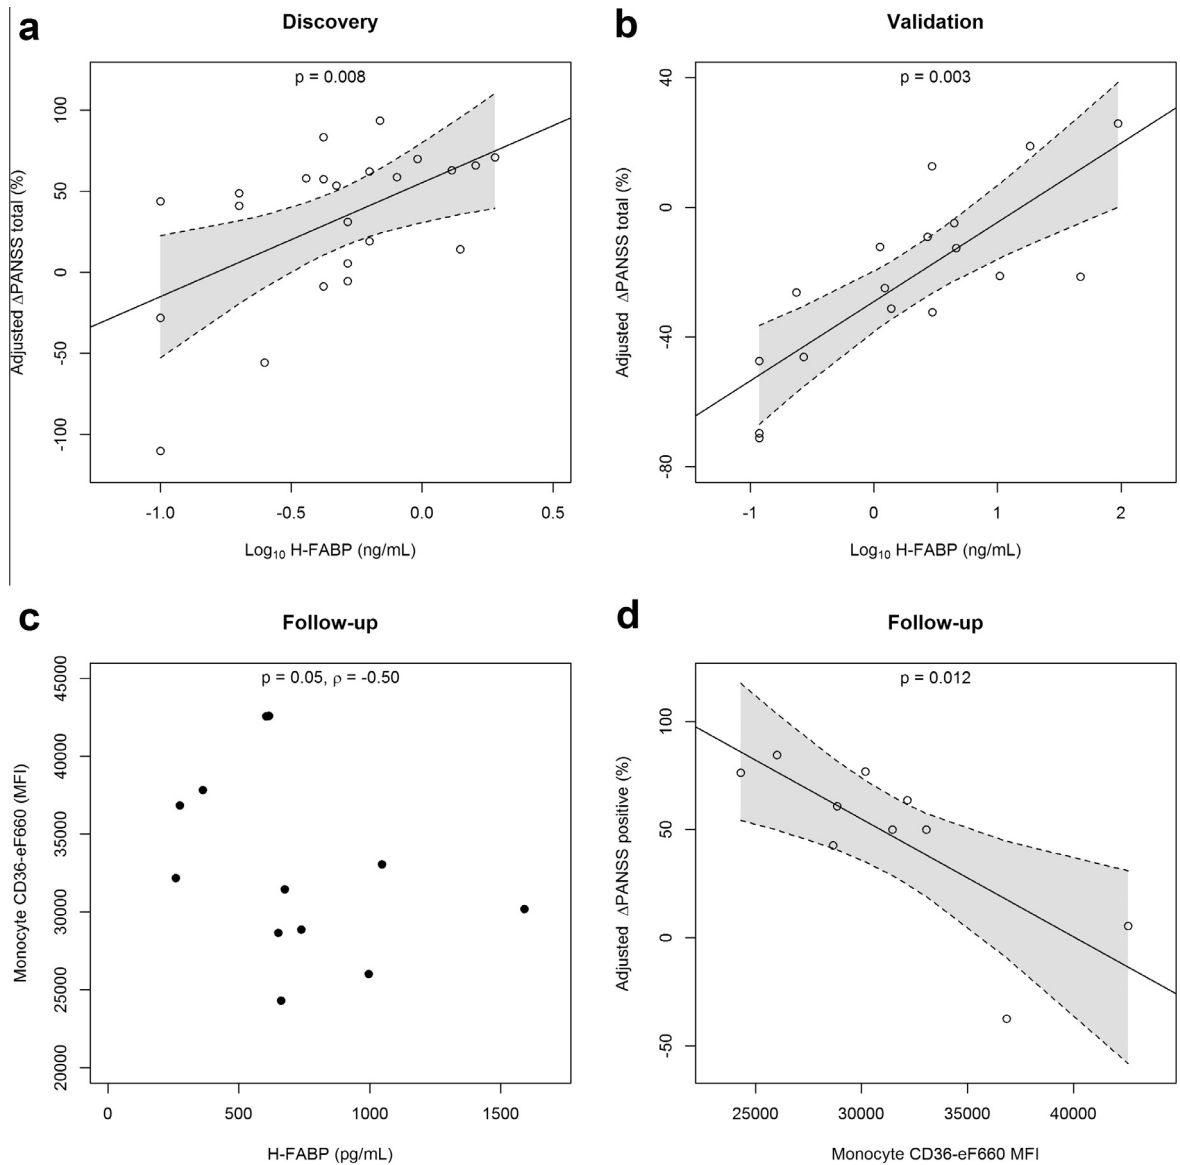 a
Discovery
p = 0.008
Adjusted ΔPANSS total (%)
100
50
0
-50
-100
-1.0 -0.5 0.0 0.5
Log₁₀ H-FABP (ng/mL)
b
Validation
p = 0.003
Adjusted ΔPANSS total (%)
40
0
-40
-80
-1 0 1 2
Log₁₀ H-FABP (ng/mL)
c
Follow-up
p = 0.05, ρ = -0.50
Monocyte CD36-eF660 (MFI)
45000
40000
35000
30000
25000
20000
0 500 1000 1500
H-FABP (pg/mL)
d
Follow-up
p = 0.012
Adjusted ΔPANSS positive (%)
100
50
0
-50
25000 30000 35000 40000
Monocyte CD36-eF660 MFI